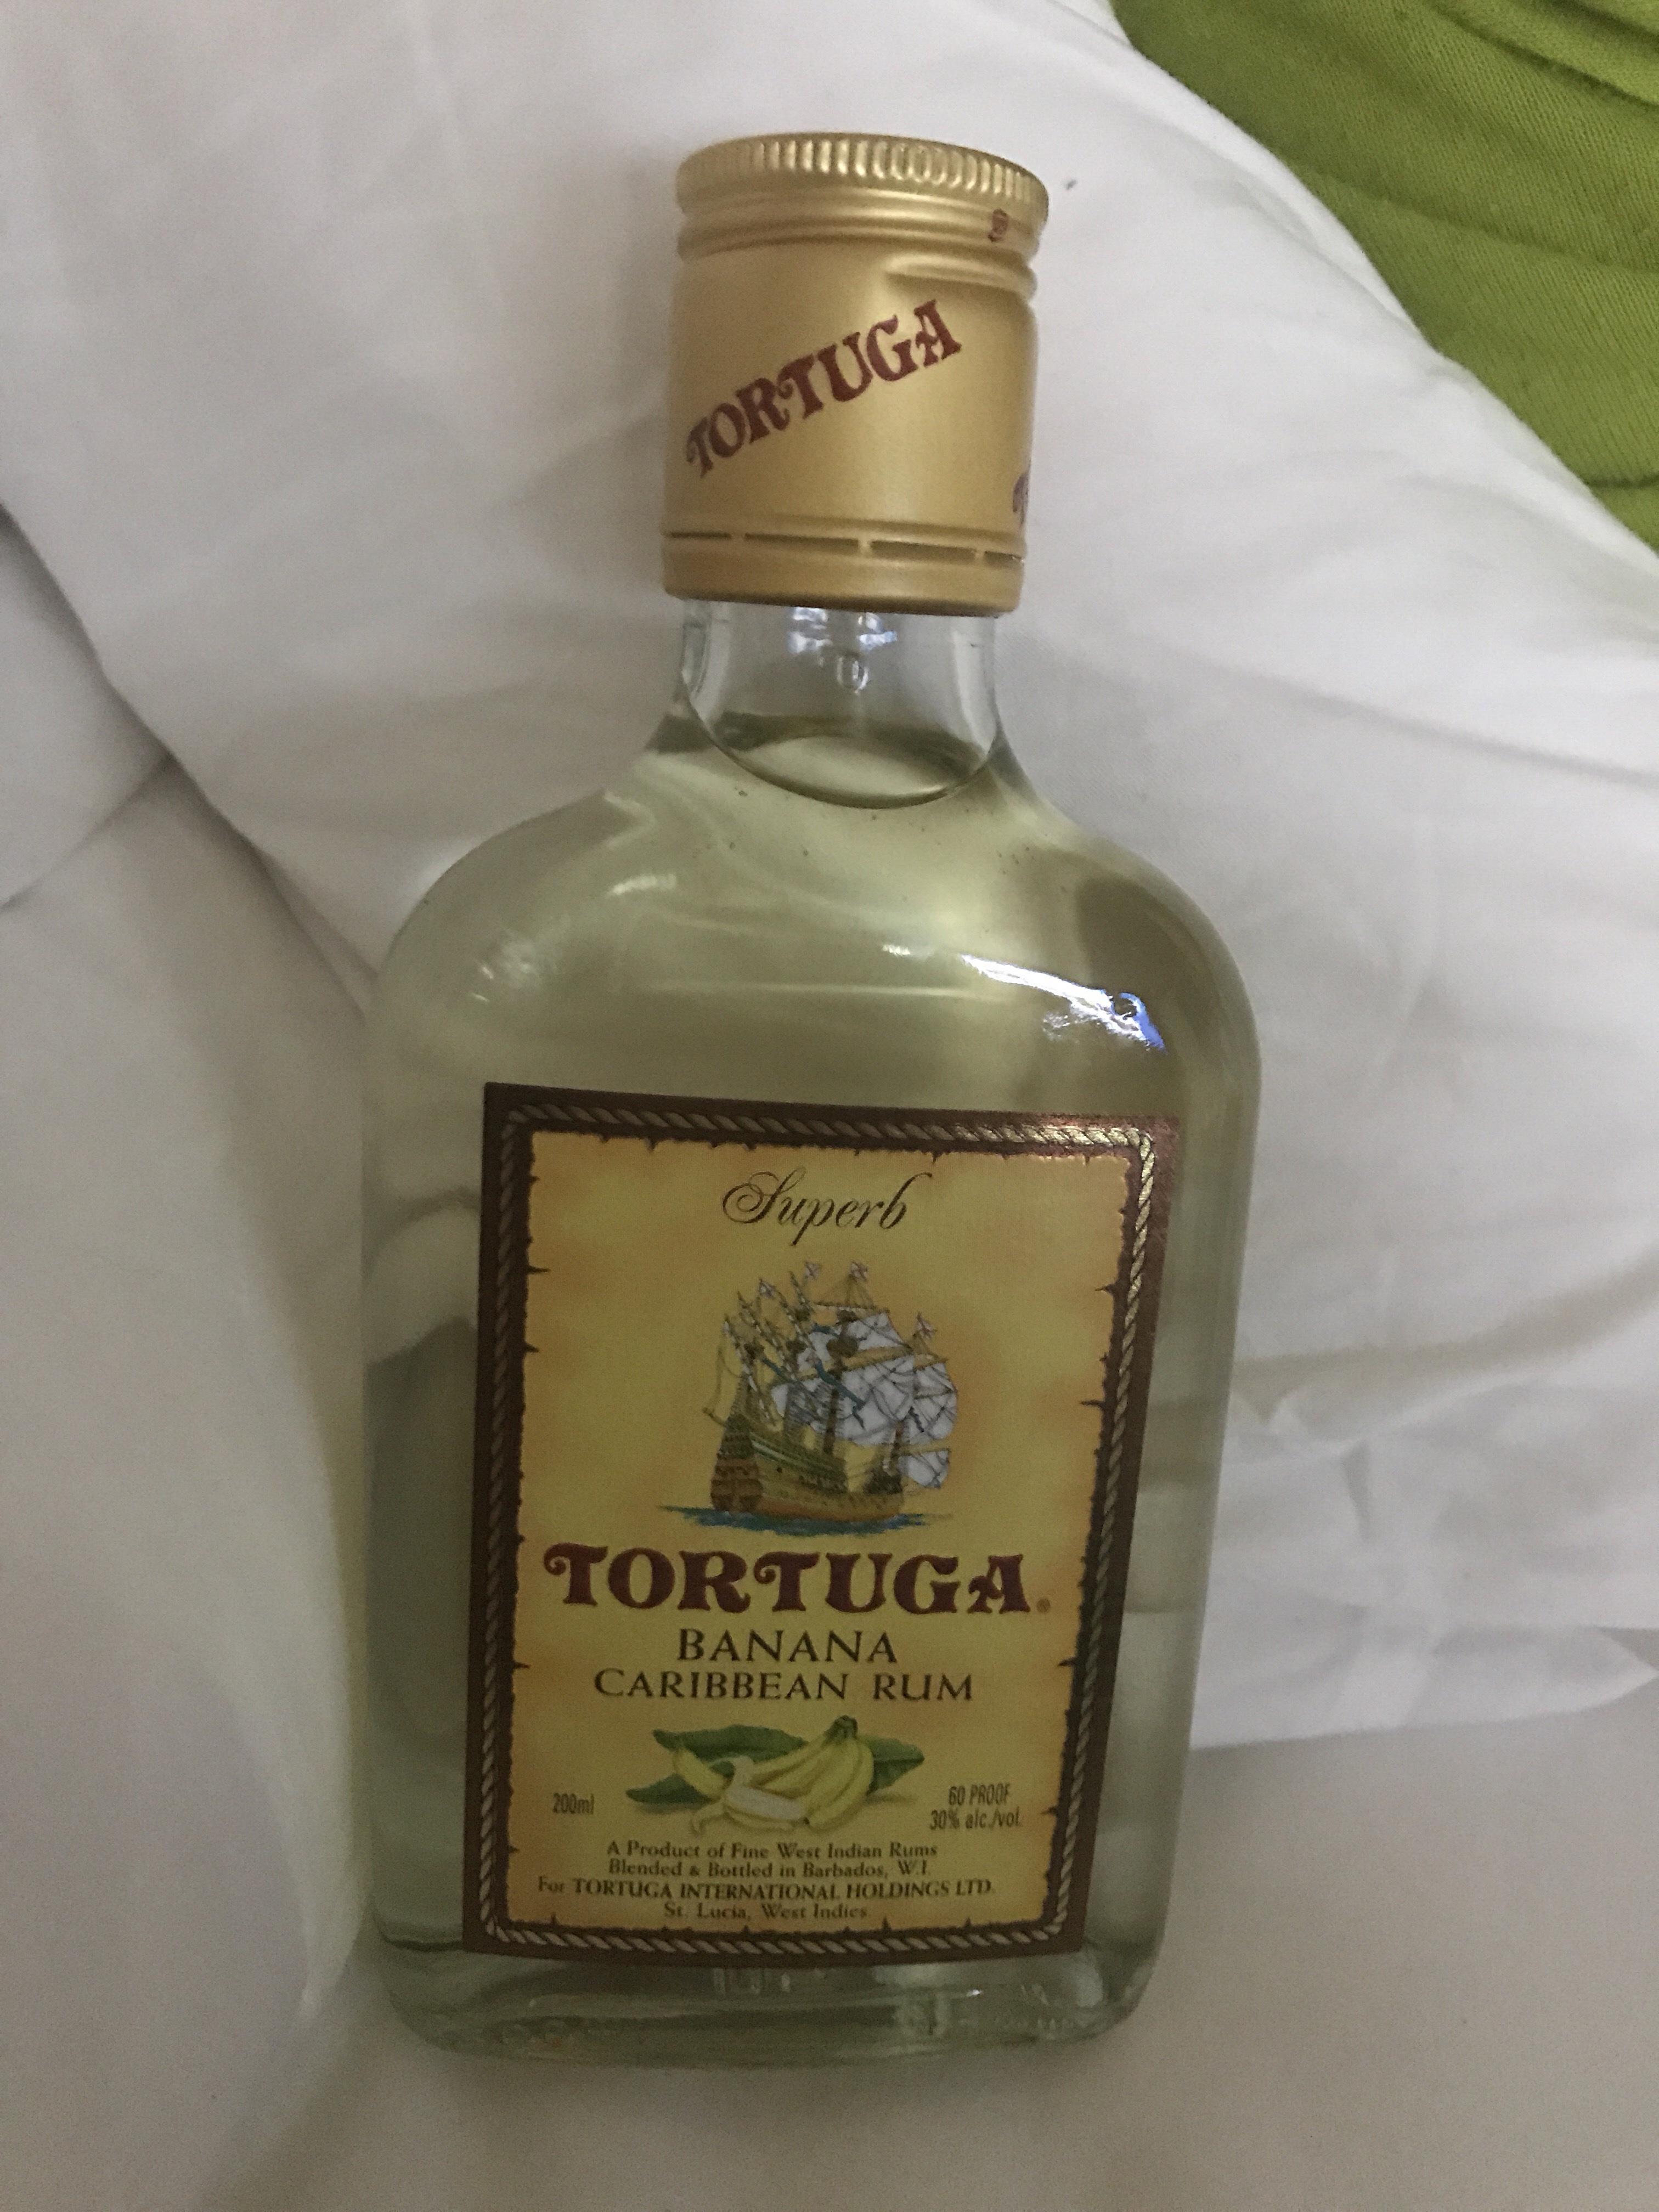 TORTUGA
Superb
TORTUGA®
BANANA
CARIBBEAN RUM
200ml
60 PROOF
30% alc./vol.
A Product of Fine West Indian Rums
Blended & Bottled in Barbados, W.I.
For TORTUGA INTERNATIONAL HOLDINGS LTD.
St. Lucia, West Indies.